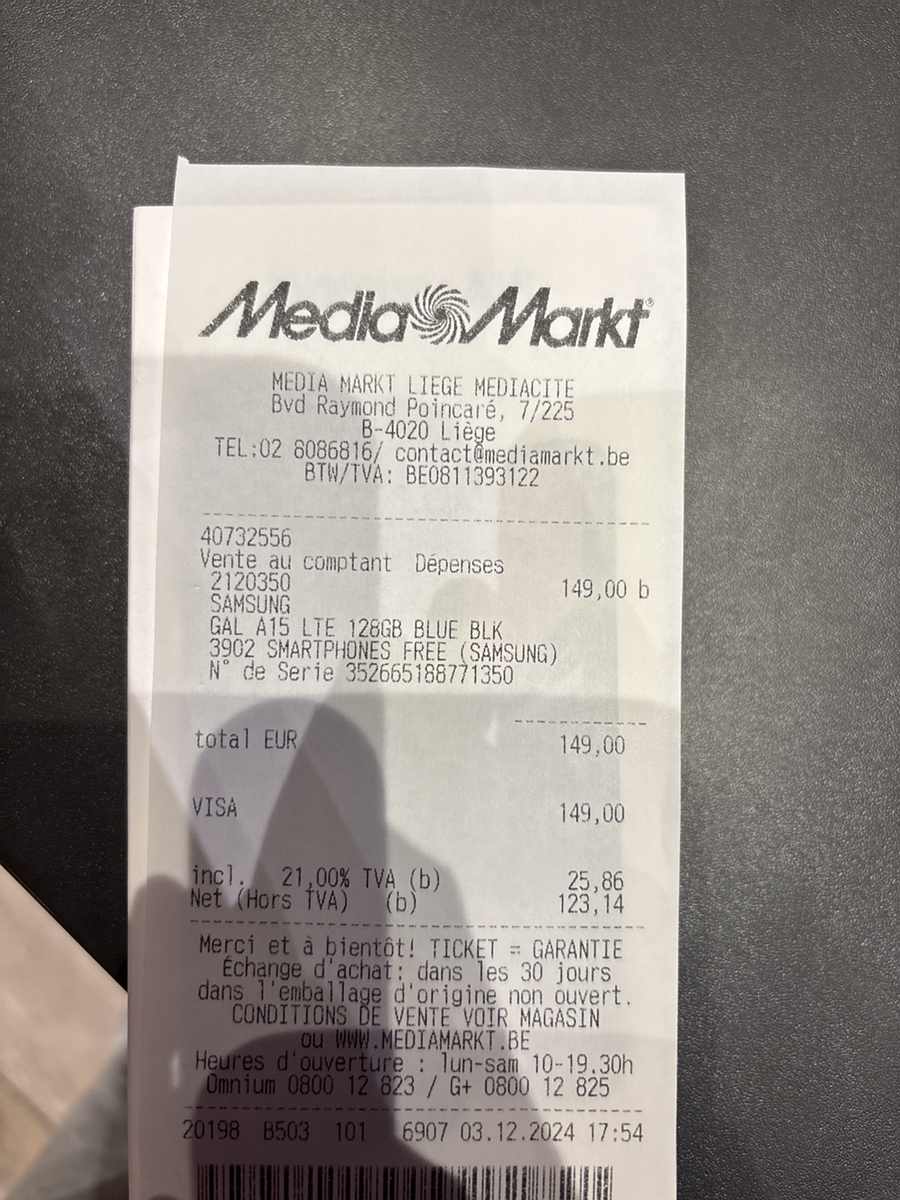 Media Markt®
MEDIA MARKT LIEGE MEDIACITE
Bvd Raymond Poincaré, 7/225
B-4020 Liège
TEL:02 8086816/ contact@mediamarkt.be
BTW/TVA: BE0811393122
40732556
Vente au comptant Dépenses
2120350 149,00 b
SAMSUNG
GAL A15 LTE 128GB BLUE BLK
3902 SMARTPHONES FREE (SAMSUNG)
N° de Serie 352665188771350
total EUR 149,00
VISA 149,00
incl. 21,00% TVA (b) 25,86
Net (Hors TVA) (b) 123,14
Merci et à bientôt! TICKET = GARANTIE
Échange d'achat: dans les 30 jours
dans l'emballage d'origine non ouvert.
CONDITIONS DE VENTE VOIR MAGASIN
ou WWW.MEDIAMARKT.BE
Heures d'ouverture : lun-sam 10-19.30h
Omnium 0800 12 823 / G+ 0800 12 825
20198 B503 101 6907 03.12.2024 17:54